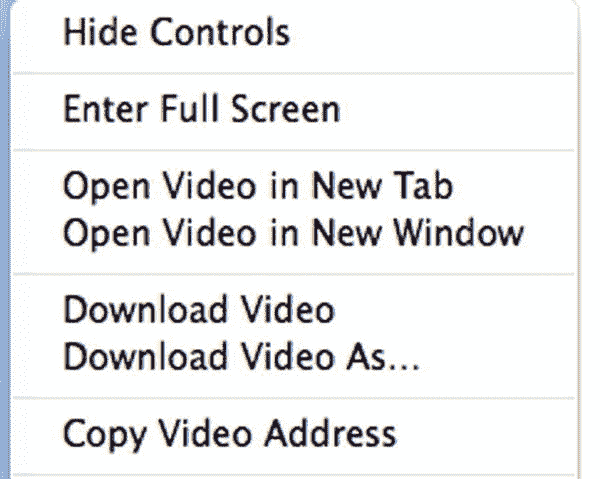 Hide Controls
Enter Full Screen
Open Video in New Tab
Open Video in New Window
Download Video
Download Video As...
Copy Video Address